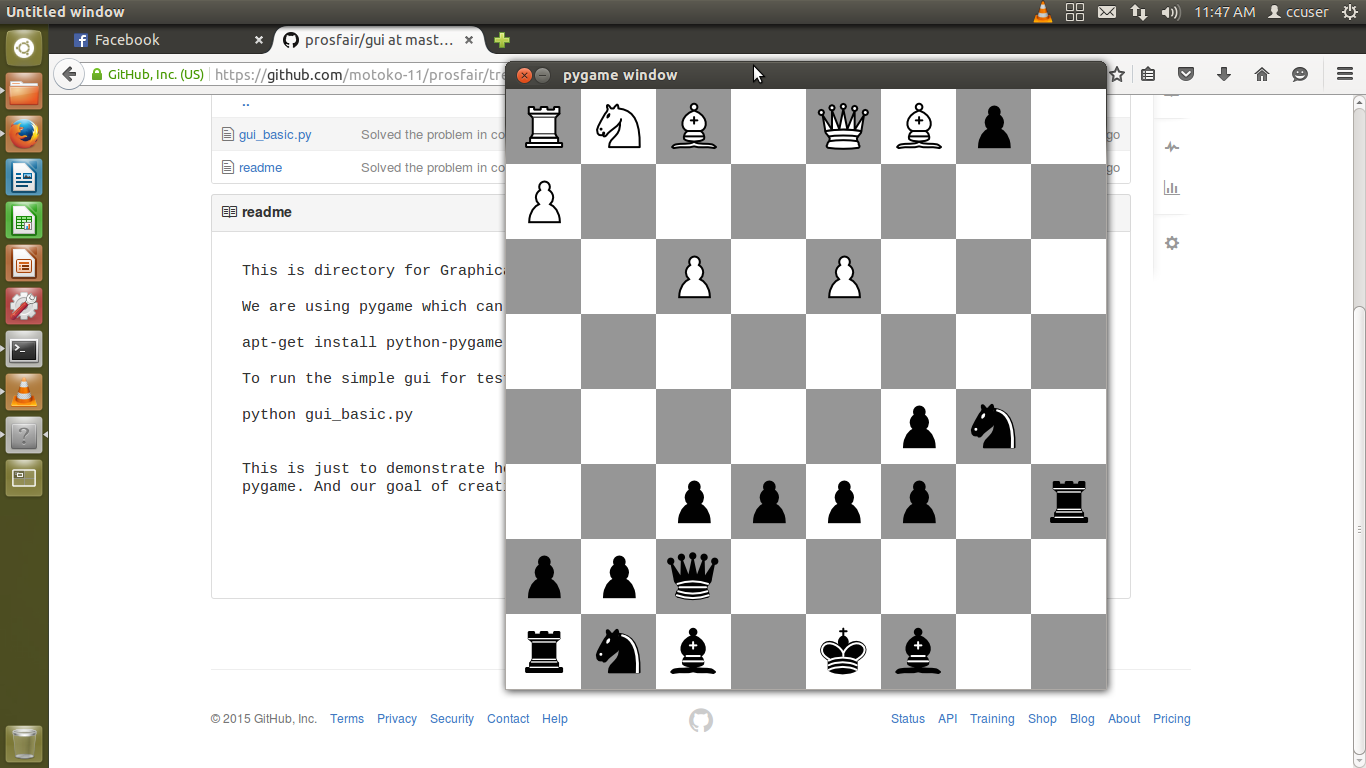 Untitled window
11:47 AM ccuser
Facebook
prosfair/gui at mast...
GitHub, Inc. (US) https://github.com/motoko-11/prosfair/tre
pygame window
..
gui_basic.py Solved the problem in co
go
readme Solved the problem in co
go
readme
This is directory for Graphica
We are using pygame which can
apt-get install python-pygame
To run the simple gui for tes
python gui_basic.py
This is just to demonstrate h
pygame. And our goal of creat
© 2015 GitHub, Inc. Terms Privacy Security Contact Help
Status API Training Shop Blog About Pricing